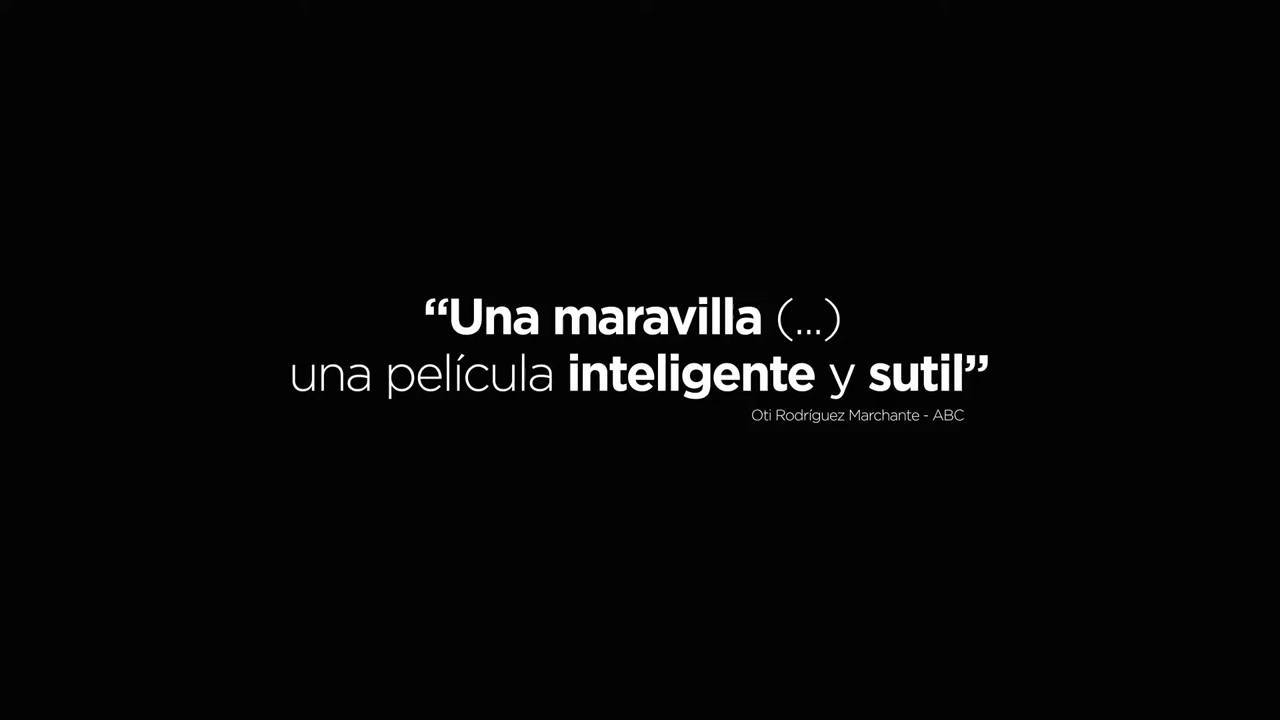 “Una maravilla (...)
una película inteligente y sutil”
Oti Rodríguez Marchante - ABC